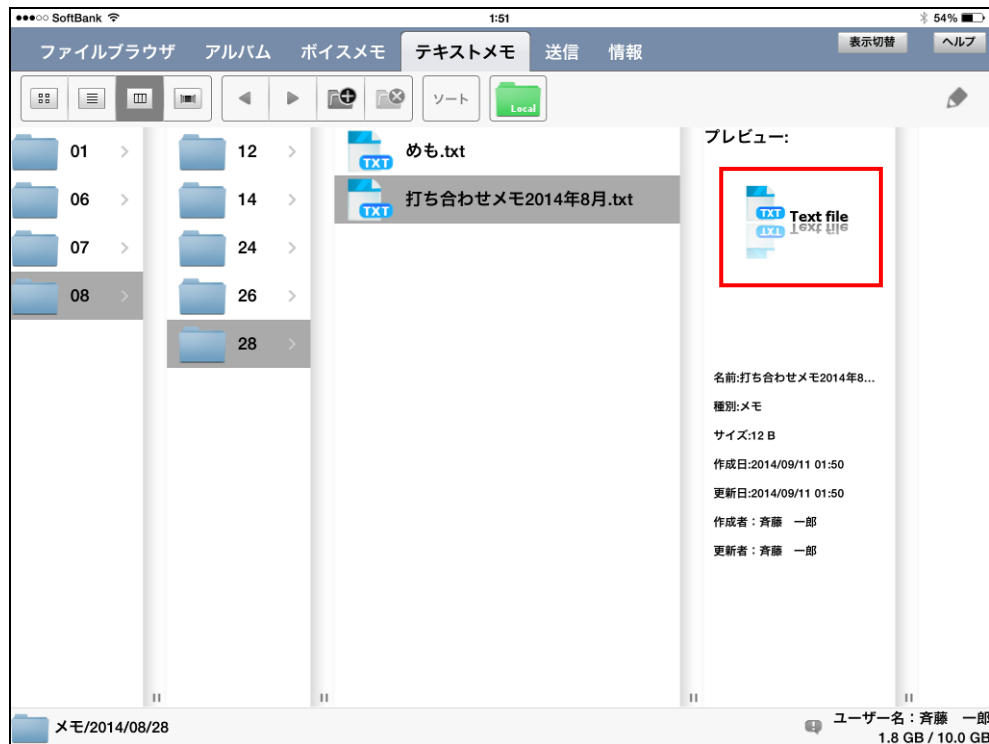 SoftBank 1:51 54%
ファイルブラウザ アルバム ボイスメモ テキストメモ 送信 情報 表示切替 ヘルプ
ソート Local
01 12 めも.txt プレビュー:
06 14 打ち合わせメモ2014年8月.txt
TXT Text file
07 24
08 26
28
名前:打ち合わせメモ2014年8...
種別:メモ
サイズ:12 B
作成日:2014/09/11 01:50
更新日:2014/09/11 01:50
作成者：斉藤　一郎
更新者：斉藤　一郎
メモ/2014/08/28 ユーザー名：斉藤　一郎
1.8 GB / 10.0 GB